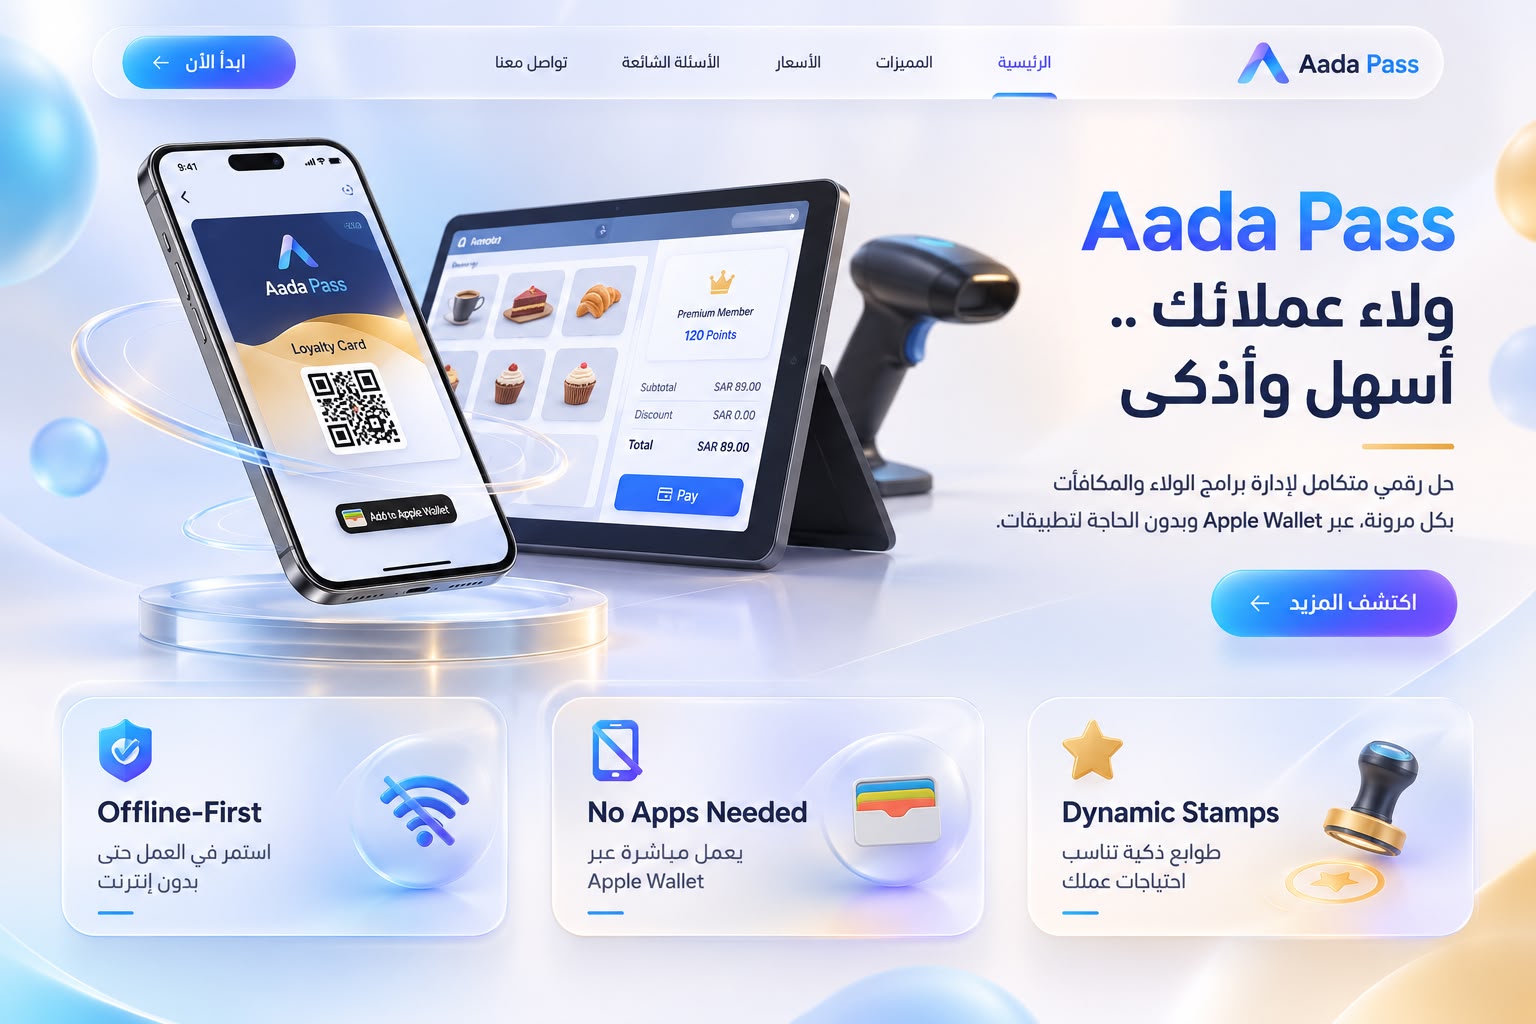 Aada Pass
الرئيسية
المميزات
الأسعار
الأسئلة الشائعة
تواصل معنا
ابدأ الآن
Aada Pass
ولاء عملائك ..
أسهل وأذكى
حل رقمي متكامل لإدارة برامج الولاء والمكافآت
بكل مرونة، عبر Apple Wallet وبدون الحاجة لتطبيقات.
اكتشف المزيد
9:41
Aada Pass
Loyalty Card
Add to Apple Wallet
Premium Member
120 Points
Subtotal SAR 89.00
Discount SAR 0.00
Total SAR 89.00
Pay
Dynamic Stamps
طوابع ذكية تناسب
احتياجات عملك
No Apps Needed
يعمل مباشرة عبر
Apple Wallet
Offline-First
استمر في العمل حتى
بدون إنترنت